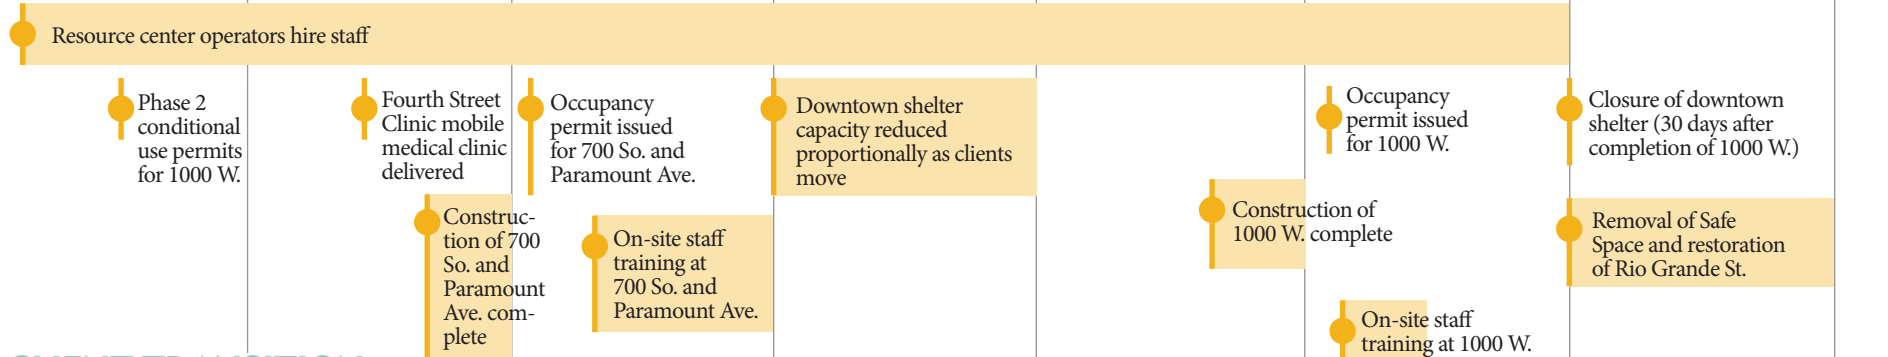 Resource center operators hire staff
Phase 2
conditional
use permits
for 1000 W.
Fourth Street
Clinic mobile
medical clinic
delivered
Construc-
tion of 700
So. and
Paramount
Ave. com-
plete
Occupancy
permit issued
for 700 So. and
Paramount Ave.
On-site staff
training at
700 So. and
Paramount Ave.
Downtown shelter
capacity reduced
proportionally as clients
move
Construction of
1000 W. complete
Occupancy
permit issued
for 1000 W.
On-site staff
training at 1000 W.
Closure of downtown
shelter (30 days after
completion of 1000 W.)
Removal of Safe
Space and restoration
of Rio Grande St.